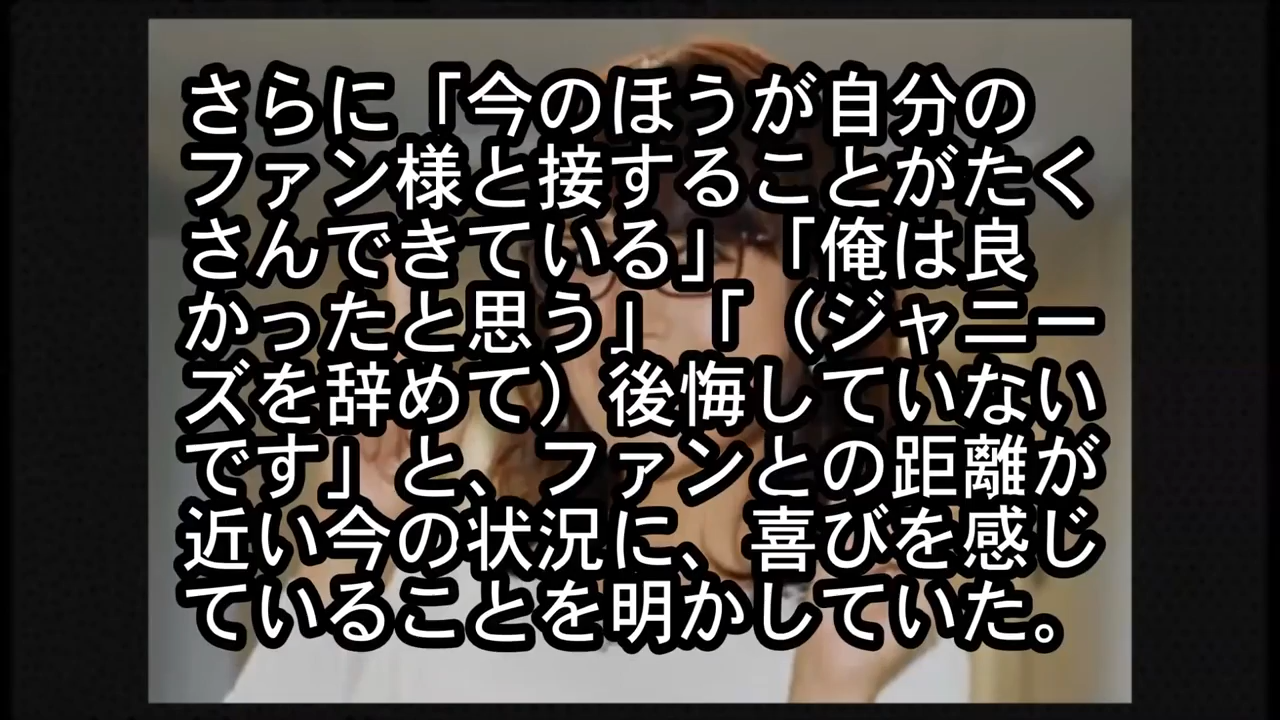 さらに「今のほうが自分の
ファン様と接することがたく
さんできている」「俺は良
かったと思う」「（ジャニー
ズを辞めて）後悔していない
です」と、ファンとの距離が
近い今の状況に、喜びを感じ
ていることを明かしていた。